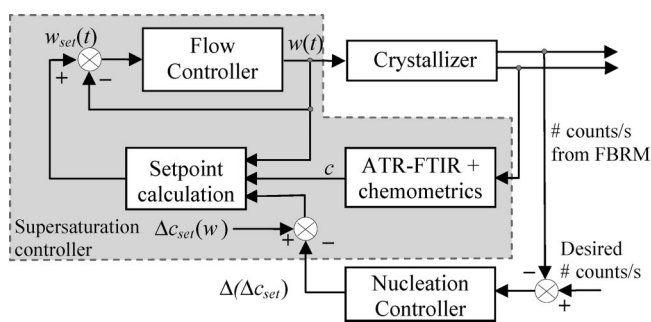 w_set(t)
w(t)
Flow
Controller
Crystallizer
+
−
# counts/s
from FBRM
Setpoint
calculation
c
ATR-FTIR +
chemometrics
Supersaturation
controller
Δc_set(w)
+
−
Desired
# counts/s
Δ(Δc_set)
Nucleation
Controller
−
+